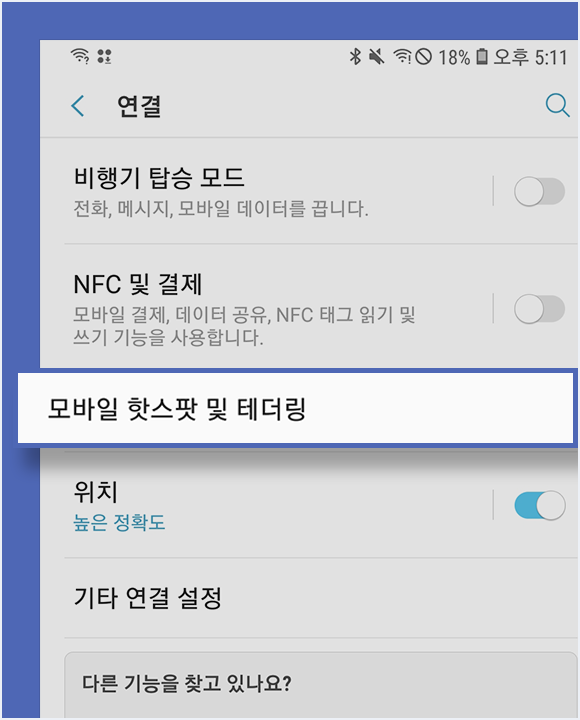 18% 오후 5:11
연결
비행기 탑승 모드
전화, 메시지, 모바일 데이터를 끕니다.
NFC 및 결제
모바일 결제, 데이터 공유, NFC 태그 읽기 및
쓰기 기능을 사용합니다.
모바일 핫스팟 및 테더링
위치
높은 정확도
기타 연결 설정
다른 기능을 찾고 있나요?